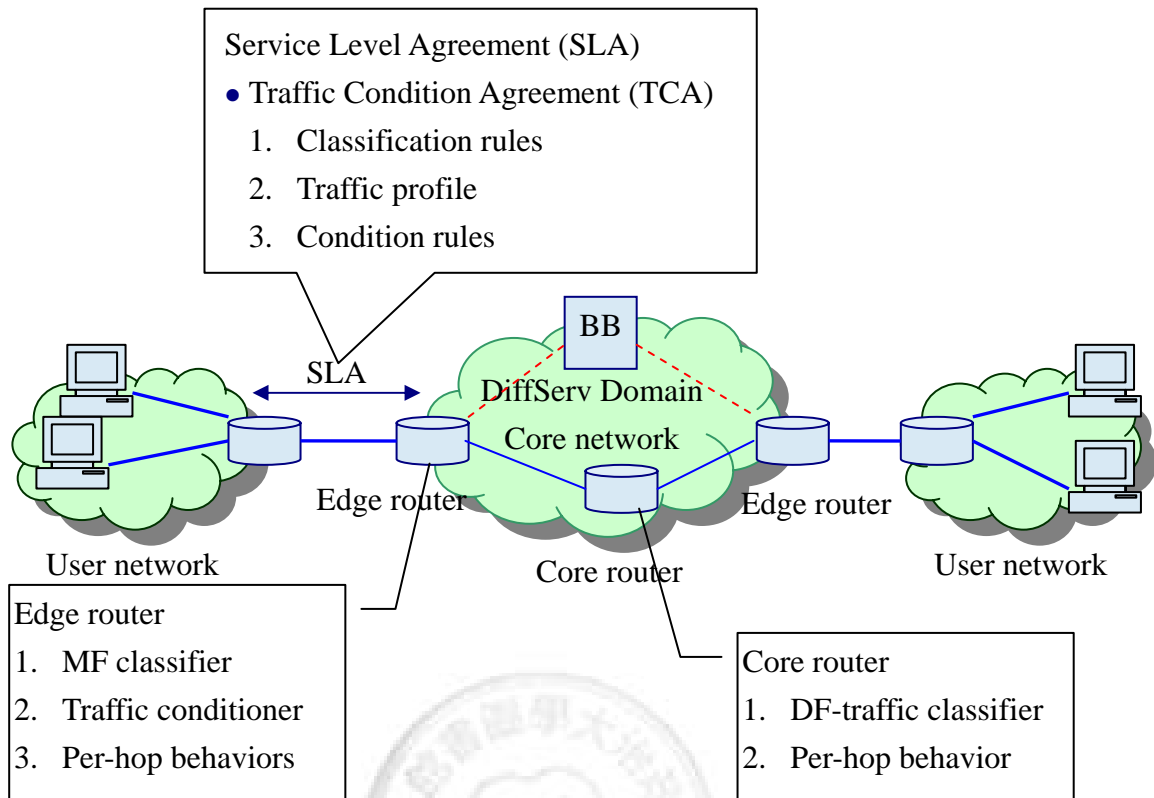 Service Level Agreement (SLA)
● Traffic Condition Agreement (TCA)
1. Classification rules
2. Traffic profile
3. Condition rules
BB
SLA
DiffServ Domain
Core network
Edge router
Edge router
User network
Core router
User network
Edge router
1. MF classifier
2. Traffic conditioner
3. Per-hop behaviors
Core router
1. DF-traffic classifier
2. Per-hop behavior